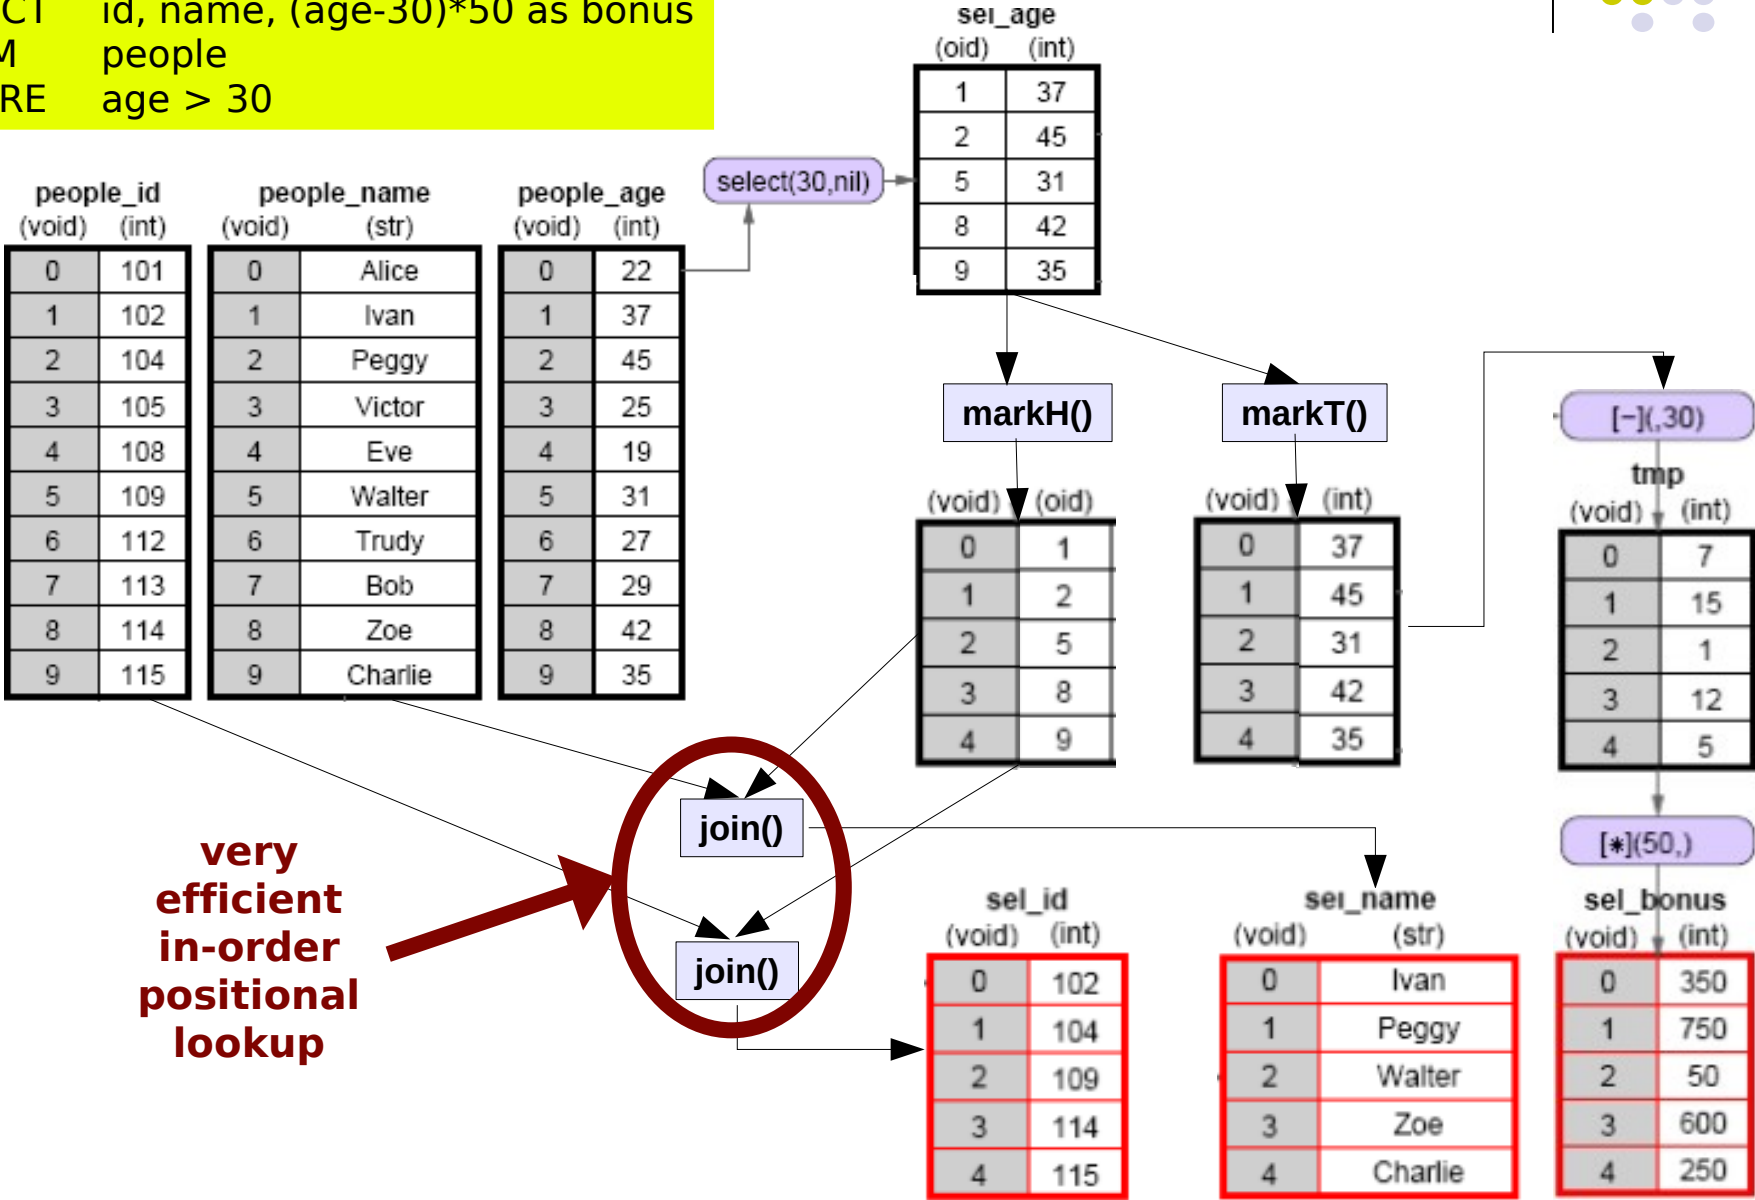 CT id, name, (age-30)*50 as bonus
M people
RE age > 30
sel_age
(oid) (int)
1 37
2 45
5 31
8 42
9 35
select(30,nil)
people_id people_name people_age
(void) (int) (void) (str) (void) (int)
0 101 0 Alice 0 22
1 102 1 Ivan 1 37
2 104 2 Peggy 2 45
3 105 3 Victor 3 25
4 108 4 Eve 4 19
5 109 5 Walter 5 31
6 112 6 Trudy 6 27
7 113 7 Bob 7 29
8 114 8 Zoe 8 42
9 115 9 Charlie 9 35
markH()
(void) (oid)
0 1
1 2
2 5
3 8
4 9
markT()
(void) (int)
0 37
1 45
2 31
3 42
4 35
[−](,30)
tmp
(void) (int)
0 7
1 15
2 1
3 12
4 5
[*](50,)
join()
join()
very
efficient
in-order
positional
lookup
sel_id
(void) (int)
0 102
1 104
2 109
3 114
4 115
sel_name
(void) (str)
0 Ivan
1 Peggy
2 Walter
3 Zoe
4 Charlie
sel_bonus
(void) (int)
0 350
1 750
2 50
3 600
4 250